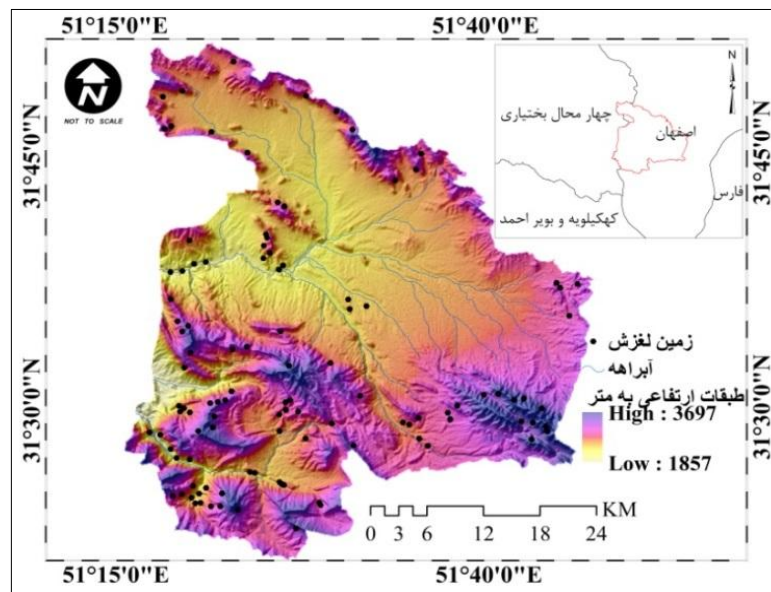 51°15'0"E
51°40'0"E
N
NOT TO SCALE
N
چهار محال بختیاری
اصفهان
فارس
کهکیلویه و بویر احمد
31°45'0"N
31°45'0"N
زمین لغزش
آبراهه
طبقات ارتفاعی به متر
High : 3697
Low : 1857
31°30'0"N
31°30'0"N
KM
0 3 6 12 18 24
51°15'0"E
51°40'0"E